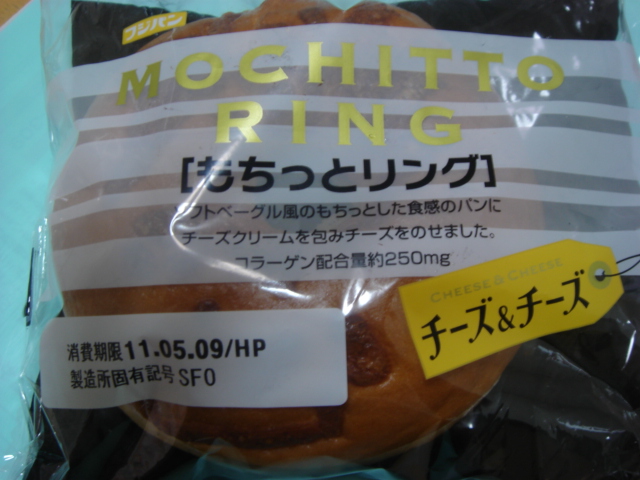 フジパン
MOCHITTO
RING
[もちっとリング]
フトベーグル風のもちっとした食感のパンに
チーズクリームを包みチーズをのせました。
コラーゲン配合量約250mg
CHEESE & CHEESE
チーズ&チーズ
消費期限 11.05.09/HP
製造所固有記号 SFO